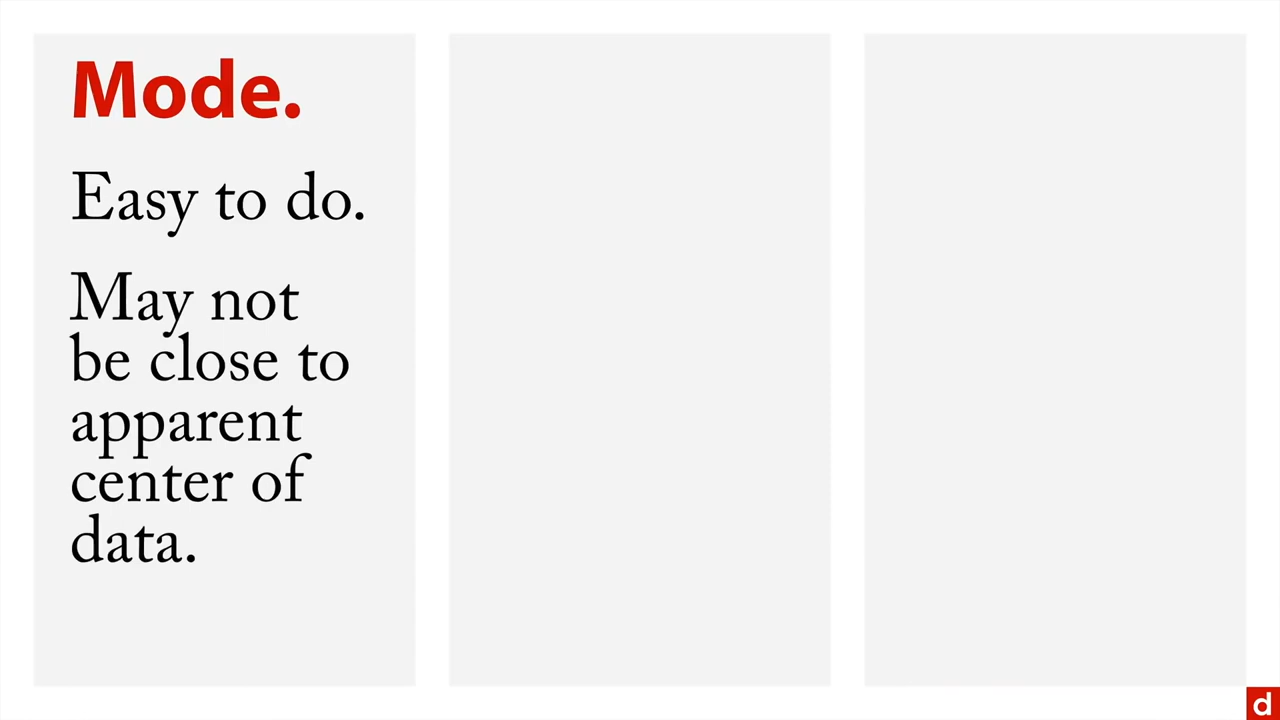 Mode.
Easy to do.
May not
be close to
apparent
center of
data.
d